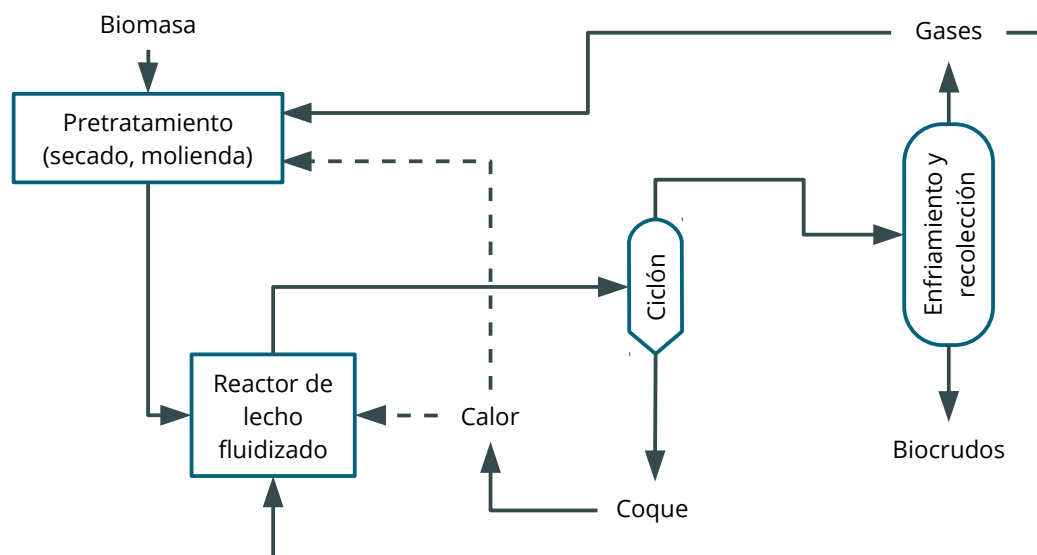 Biomasa
Gases
Pretratamiento
(secado, molienda)
Enfriamiento y
recolección
Ciclón
Reactor de
lecho
fluidizado
Calor
Biocrudos
Coque